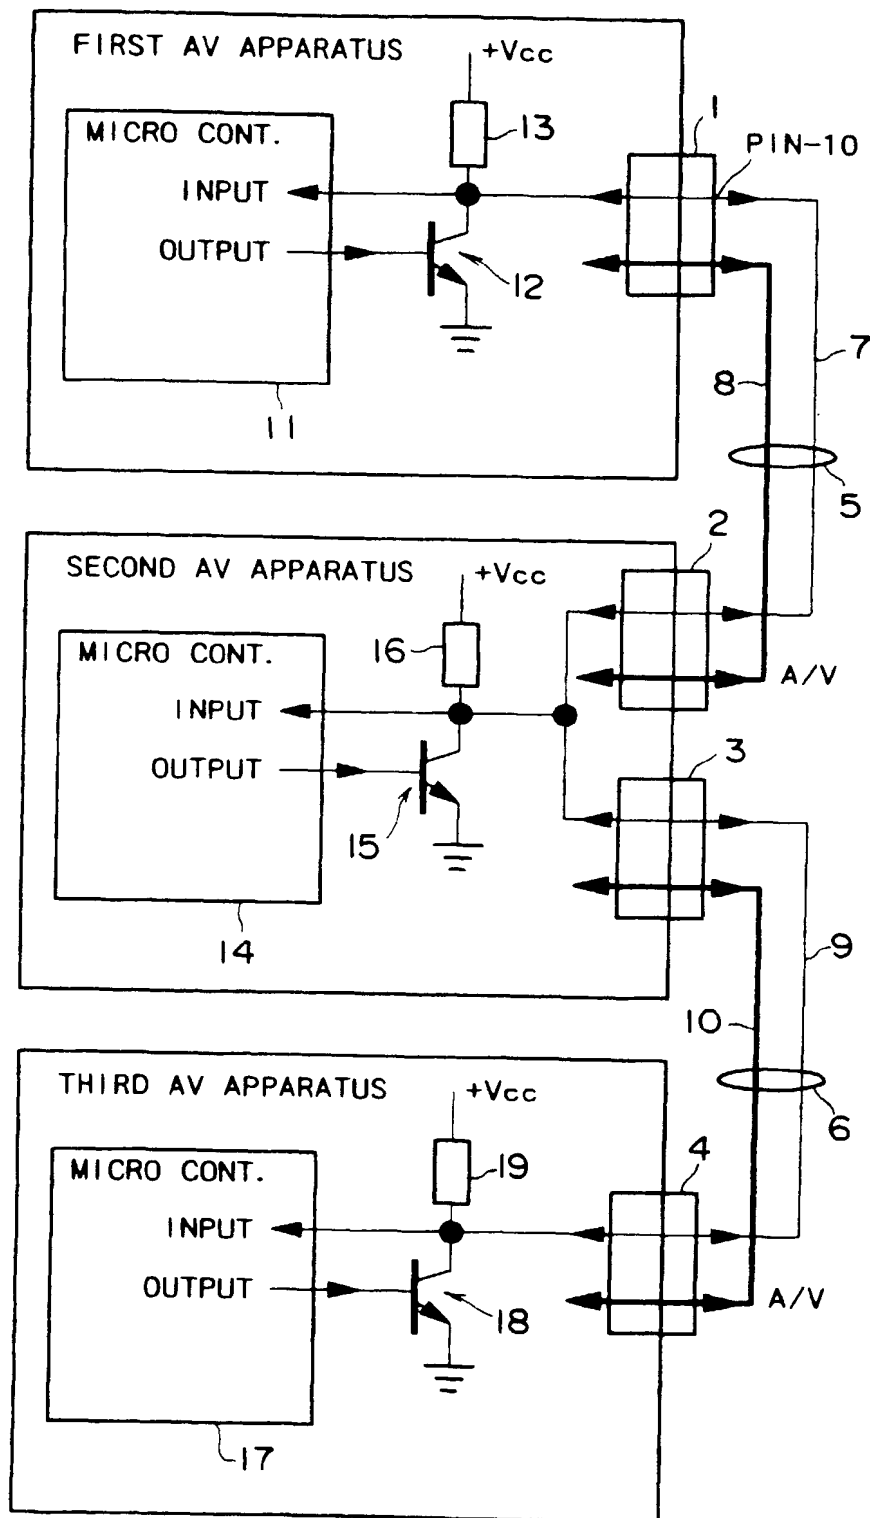 FIRST AV APPARATUS
+Vcc
13
1
MICRO CONT.
PIN-10
INPUT
OUTPUT
12
7
8
11
5
2
SECOND AV APPARATUS
+Vcc
16
MICRO CONT.
A/V
INPUT
3
OUTPUT
15
14
9
10
THIRD AV APPARATUS
+Vcc
6
4
19
MICRO CONT.
INPUT
OUTPUT
A/V
18
17